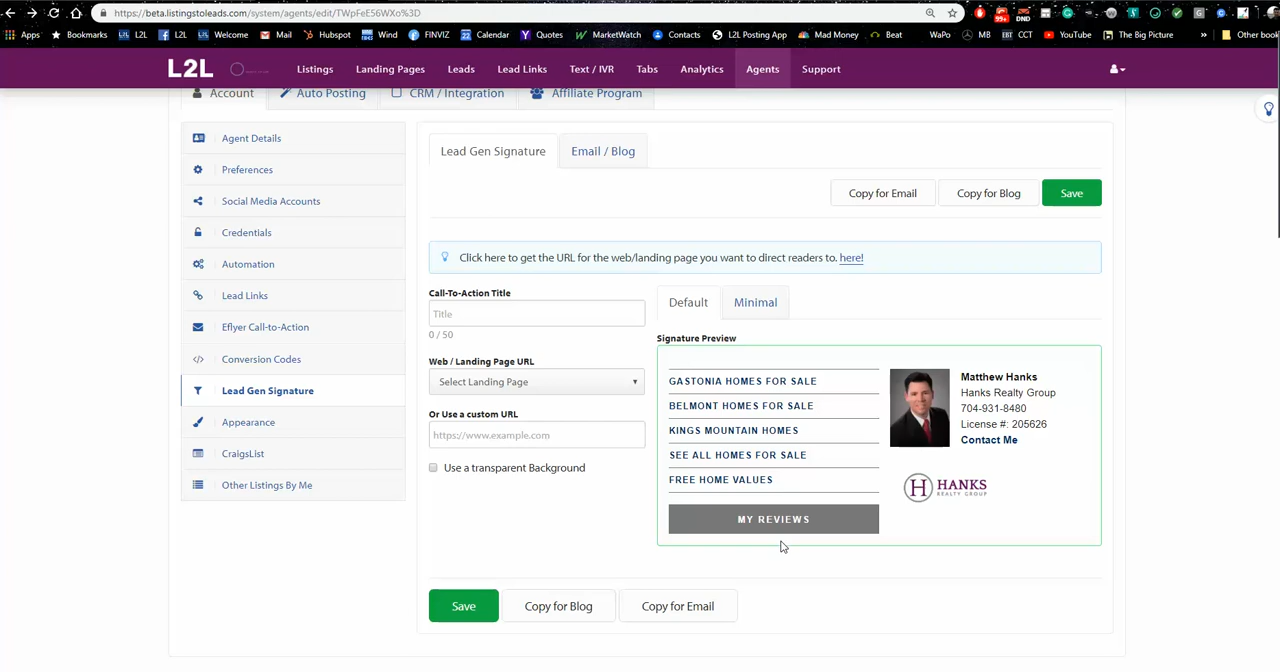 https://beta.listingstoleads.com/system/agents/edit/TWpFeE56WXo%3D
Apps Bookmarks L2L L2L Welcome Mail Hubspot Wind FINVIZ Calendar Quotes MarketWatch Contacts L2L Posting App Mad Money Beat WaPo MB CCT YouTube The Big Picture » Other book
L2L Listings Landing Pages Leads Lead Links Text / IVR Tabs Analytics Agents Support
Account Auto Posting CRM / Integration Affiliate Program
Agent Details
Preferences
Social Media Accounts
Credentials
Automation
Lead Links
Eflyer Call-to-Action
Conversion Codes
Lead Gen Signature
Appearance
CraigsList
Other Listings By Me
Lead Gen Signature Email / Blog
Copy for Email Copy for Blog Save
Click here to get the URL for the web/landing page you want to direct readers to. here!
Call-To-Action Title
Title
0 / 50
Web / Landing Page URL
Select Landing Page
Or Use a custom URL
https://www.example.com
Use a transparent Background
Default Minimal
Signature Preview
GASTONIA HOMES FOR SALE
BELMONT HOMES FOR SALE
KINGS MOUNTAIN HOMES
SEE ALL HOMES FOR SALE
FREE HOME VALUES
MY REVIEWS
Matthew Hanks
Hanks Realty Group
704-931-8480
License #: 205626
Contact Me
H HANKS
REALTY GROUP
Save Copy for Blog Copy for Email